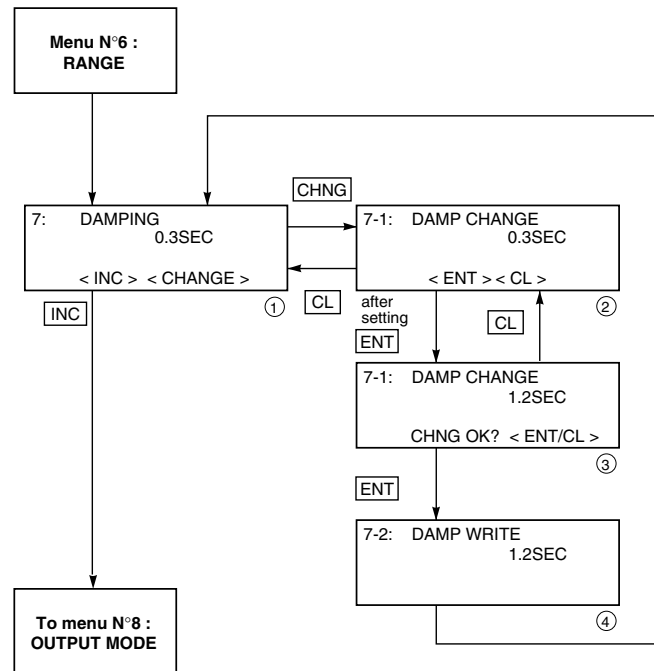 Menu N°6 :
RANGE
CHNG
7: DAMPING
0.3SEC
< INC > < CHANGE >
①
7-1: DAMP CHANGE
0.3SEC
< ENT > < CL >
②
INC
CL
after
setting
ENT
CL
7-1: DAMP CHANGE
1.2SEC
CHNG OK? < ENT/CL >
③
ENT
7-2: DAMP WRITE
1.2SEC
④
To menu N°8 :
OUTPUT MODE